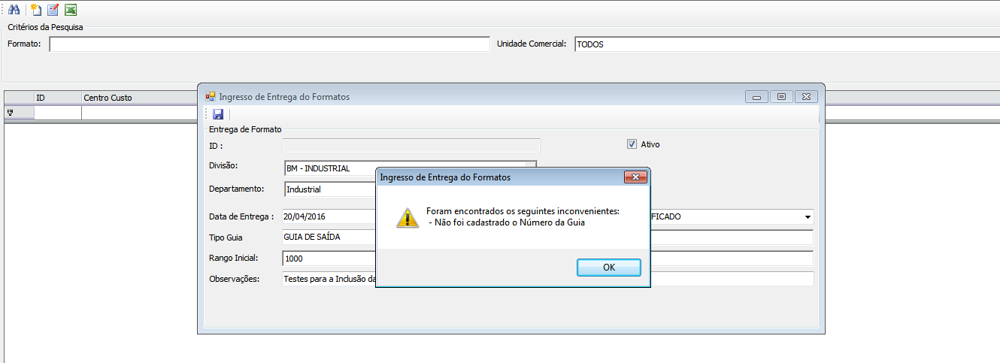 Critérios da Pesquisa
Formato: Unidade Comercial: TODOS
ID Centro Custo
Ingresso de Entrega do Formatos
Entrega de Formato
ID : Ativo
Divisão: BM - INDUSTRIAL
Departamento: Industrial
Data de Entrega : 20/04/2016 FICADO
Tipo Guia GUIA DE SAÍDA
Rango Inicial: 1000
Observações: Testes para a Inclusão da
Ingresso de Entrega do Formatos
Foram encontrados os seguintes inconvenientes:
- Não foi cadastrado o Número da Guia
OK